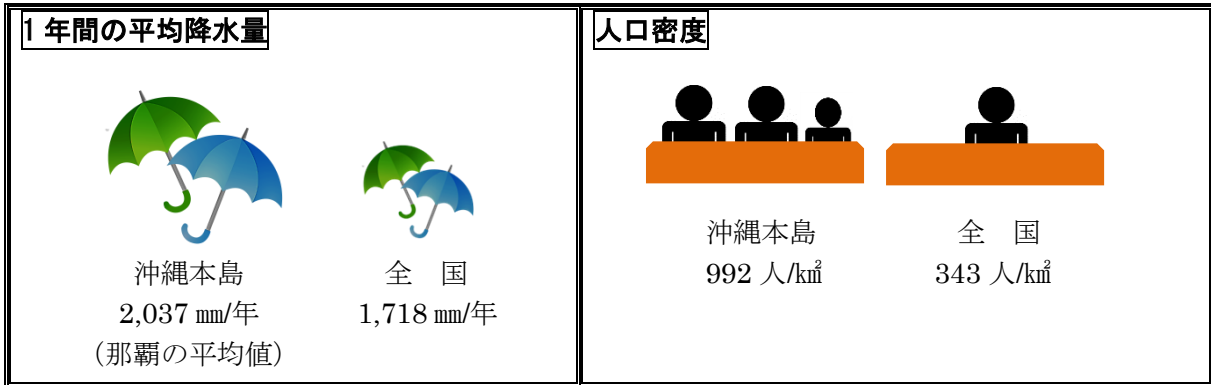 1年間の平均降水量
沖縄本島
2,037 ㎜/年
（那覇の平均値）
全　国
1,718 ㎜/年
人口密度
沖縄本島
992 人/㎢
全　国
343 人/㎢